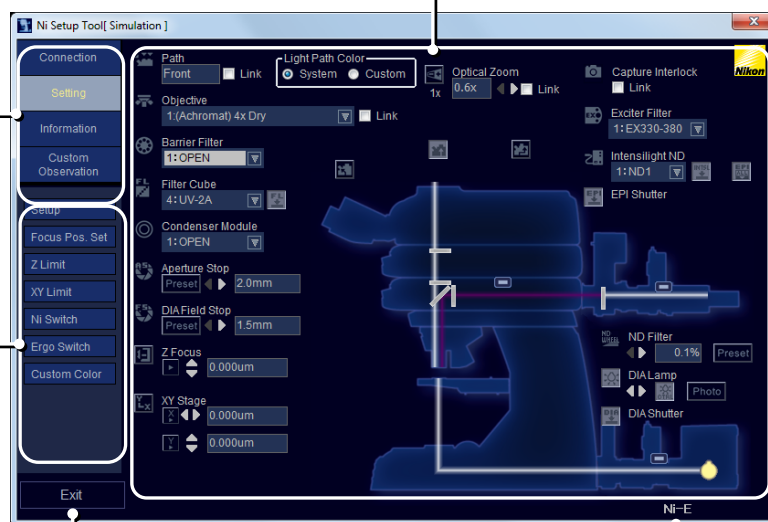 Ni Setup Tool[ Simulation ]
Connection
Setting
Information
Custom
Observation
Setup
Focus Pos. Set
Z Limit
XY Limit
Ni Switch
Ergo Switch
Custom Color
Exit
Path
Front
Link
Light Path Color
System
Custom
1x
Optical Zoom
0.6x
Link
Capture Interlock
Link
Nikon
Objective
1:(Achromat) 4x Dry
Link
Exciter Filter
1:EX330-380
Barrier Filter
1:OPEN
Intensilight ND
1:ND1
Filter Cube
4:UV-2A
EPI Shutter
Condenser Module
1:OPEN
Aperture Stop
Preset
2.0mm
DIA Field Stop
Preset
1.5mm
Z Focus
0.000um
XY Stage
X
0.000um
Y
0.000um
ND Filter
0.1%
Preset
DIA Lamp
Photo
DIA Shutter
Ni-E